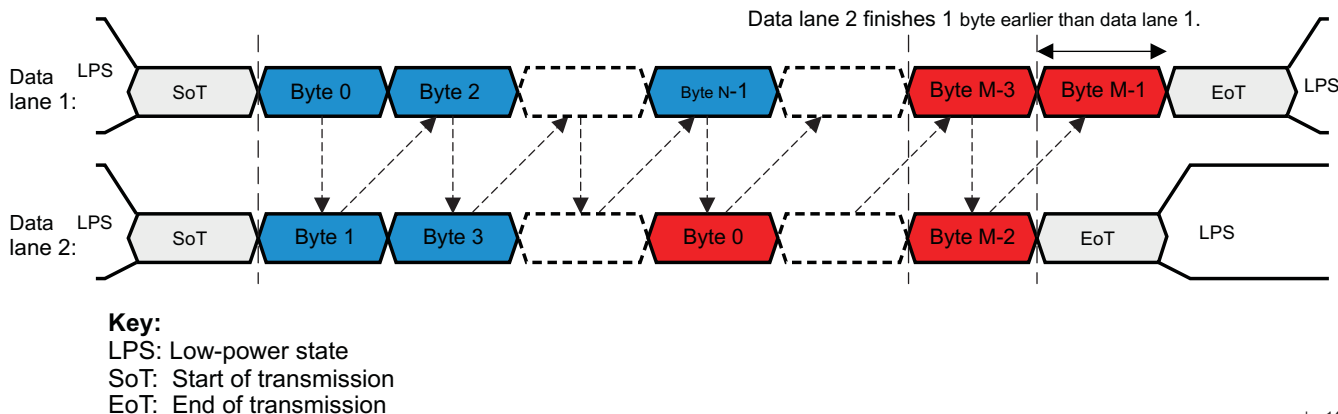 Data lane 2 finishes 1 byte earlier than data lane 1.
Data lane 1:
LPS
SoT
Byte 0
Byte 2
Byte N-1
Byte M-3
Byte M-1
EoT
LPS
Data lane 2:
LPS
SoT
Byte 1
Byte 3
Byte 0
Byte M-2
EoT
LPS
Key:
LPS: Low-power state
SoT: Start of transmission
EoT: End of transmission